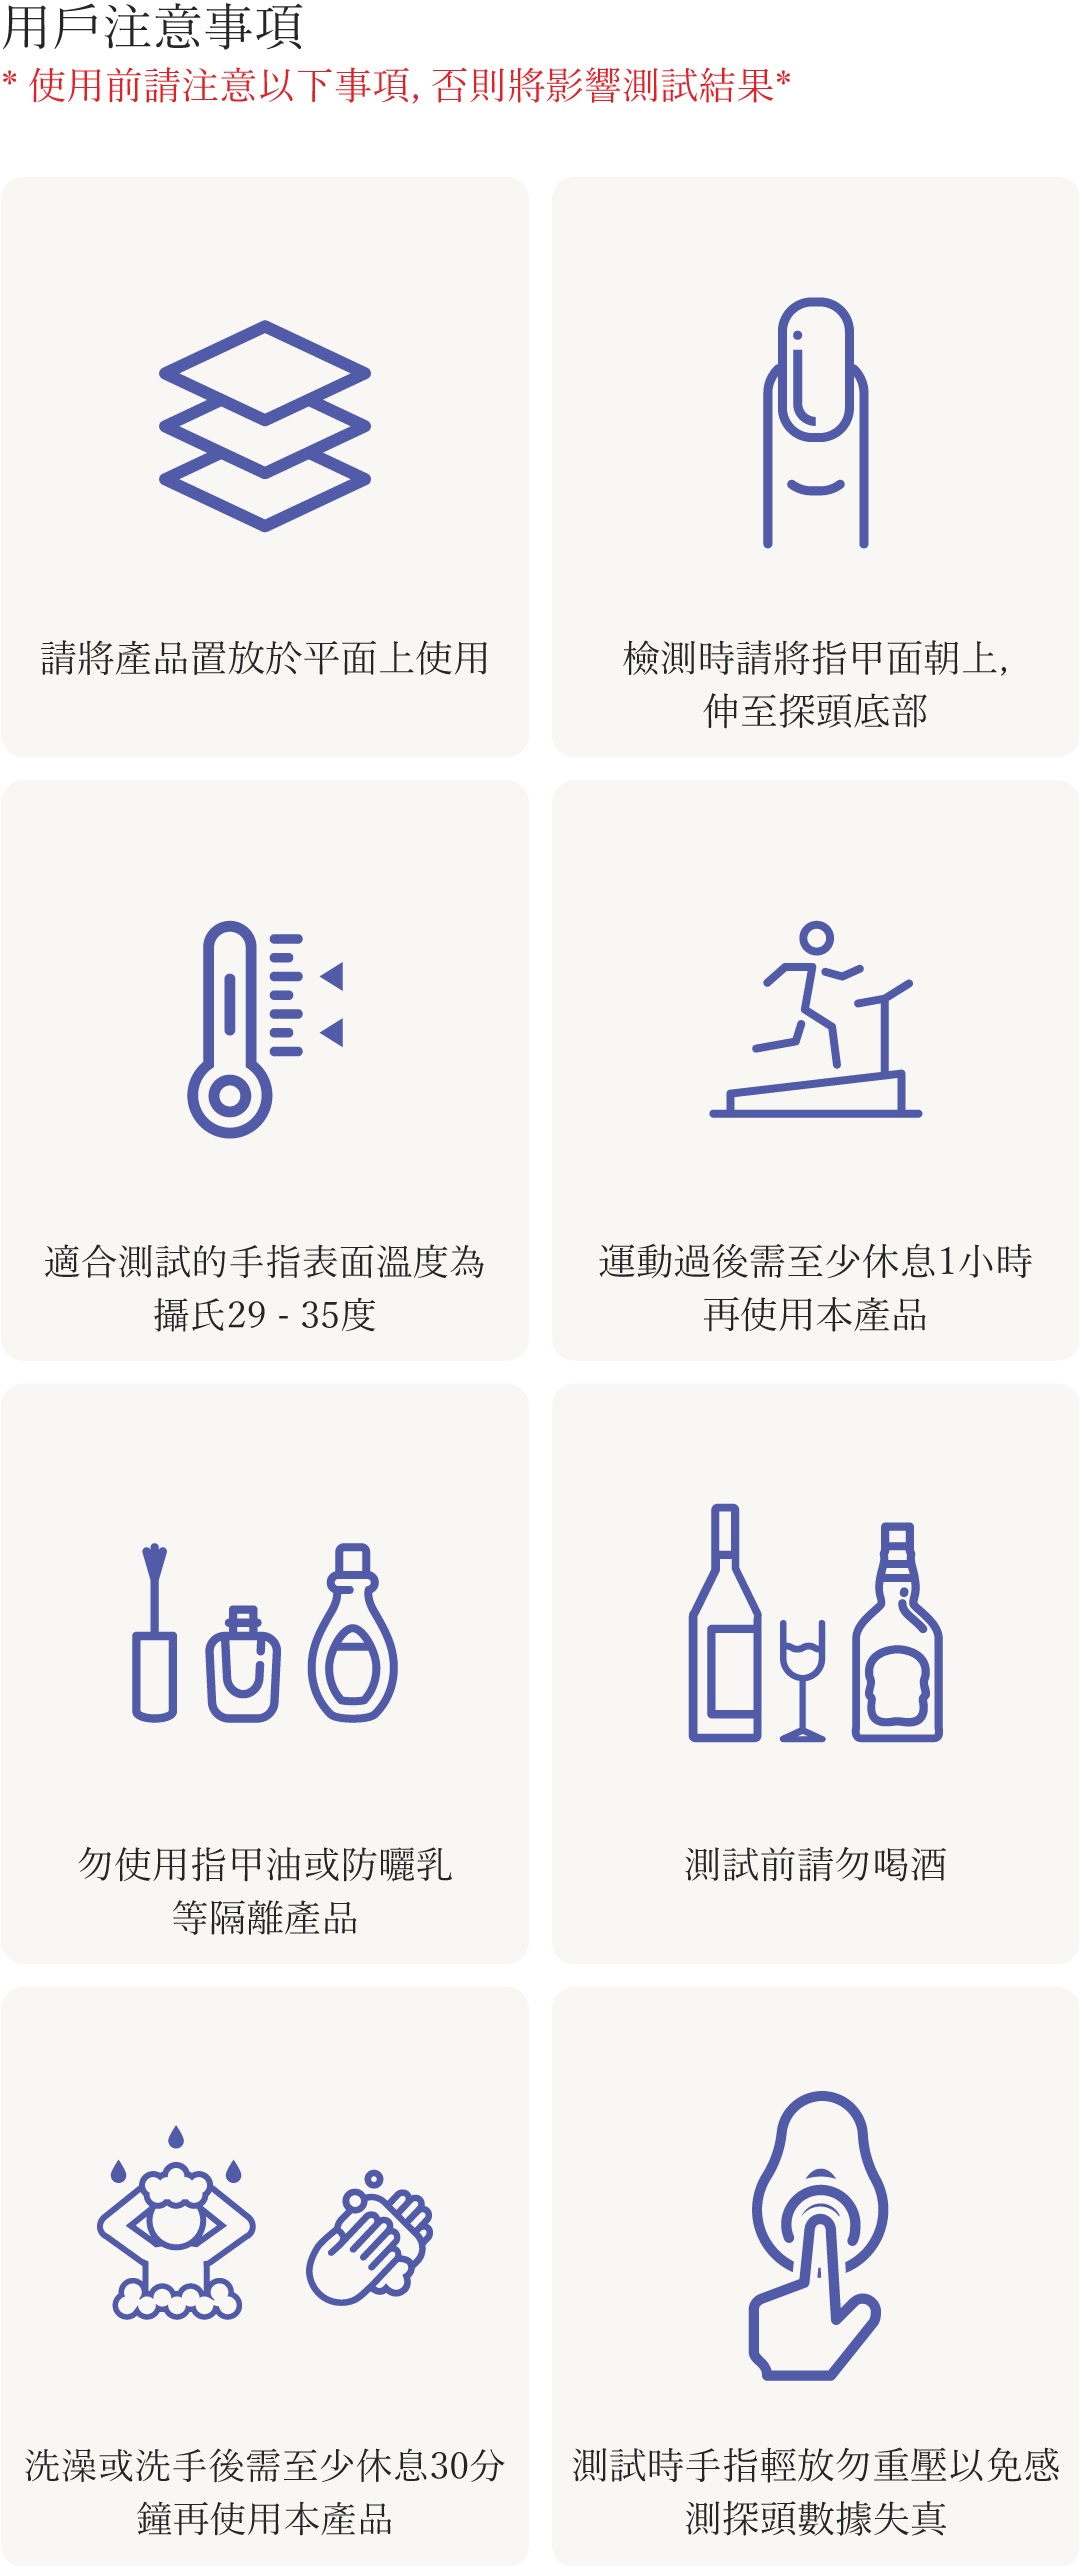 用戶注意事項
* 使用前請注意以下事項, 否則將影響測試結果*
請將產品置放於平面上使用
檢測時請將指甲面朝上,
伸至探頭底部
適合測試的手指表面溫度為
攝氏29 - 35度
運動過後需至少休息1小時
再使用本產品
勿使用指甲油或防曬乳
等隔離產品
測試前請勿喝酒
洗澡或洗手後需至少休息30分
鐘再使用本產品
測試時手指輕放勿重壓以免感
測探頭數據失真